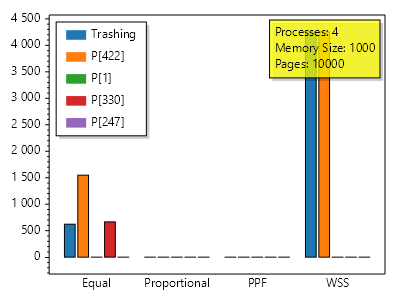 4 500
4 000
3 500
3 000
2 500
2 000
1 500
1 000
500
0
Trashing
P[422]
P[1]
P[330]
P[247]
Processes: 4
Memory Size: 1000
Pages: 10000
Equal
Proportional
PPF
WSS